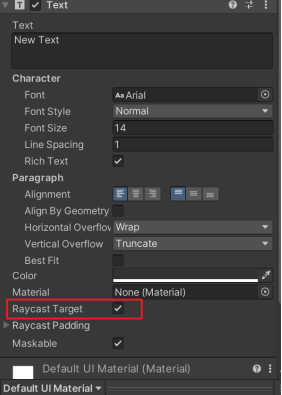 Text
Text
New Text
Character
Font Aa Arial
Font Style Normal
Font Size 14
Line Spacing 1
Rich Text
Paragraph
Alignment
Align By Geometry
Horizontal Overflov Wrap
Vertical Overflow Truncate
Best Fit
Color
Material None (Material)
Raycast Target
Raycast Padding
Maskable
Default UI Material (Material)
Default UI Material